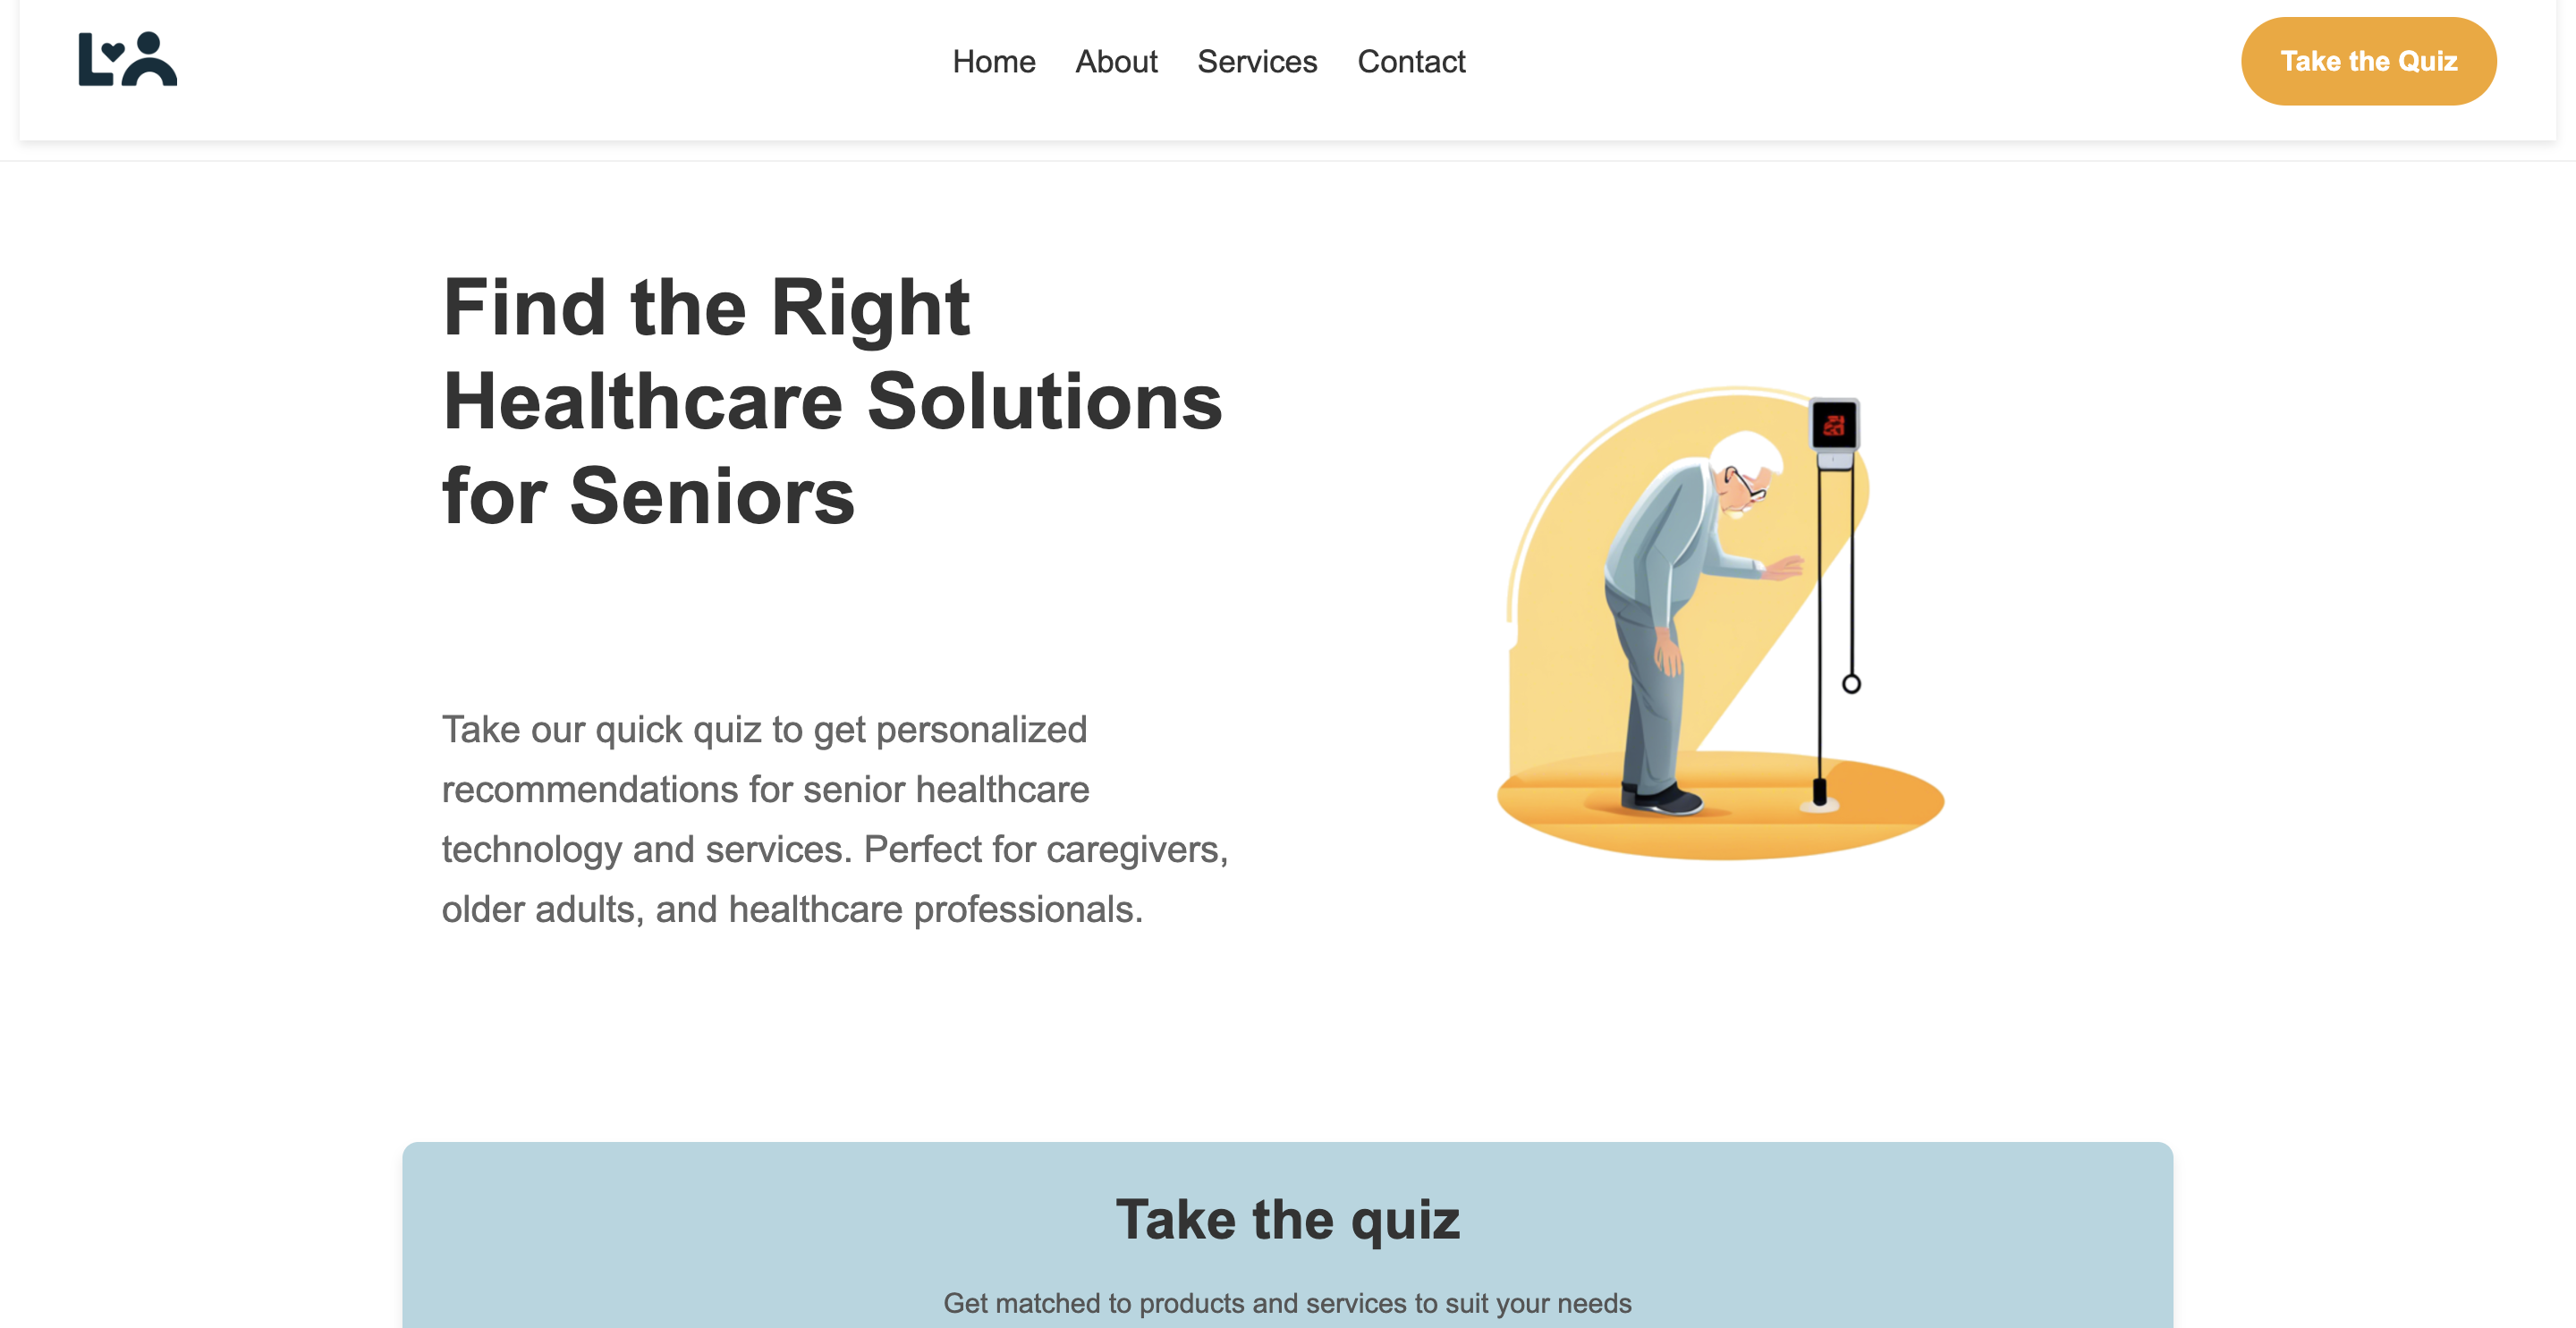 Home About Services Contact Take the Quiz
Find the Right
Healthcare Solutions
for Seniors
Take our quick quiz to get personalized
recommendations for senior healthcare
technology and services. Perfect for caregivers,
older adults, and healthcare professionals.
Take the quiz
Get matched to products and services to suit your needs